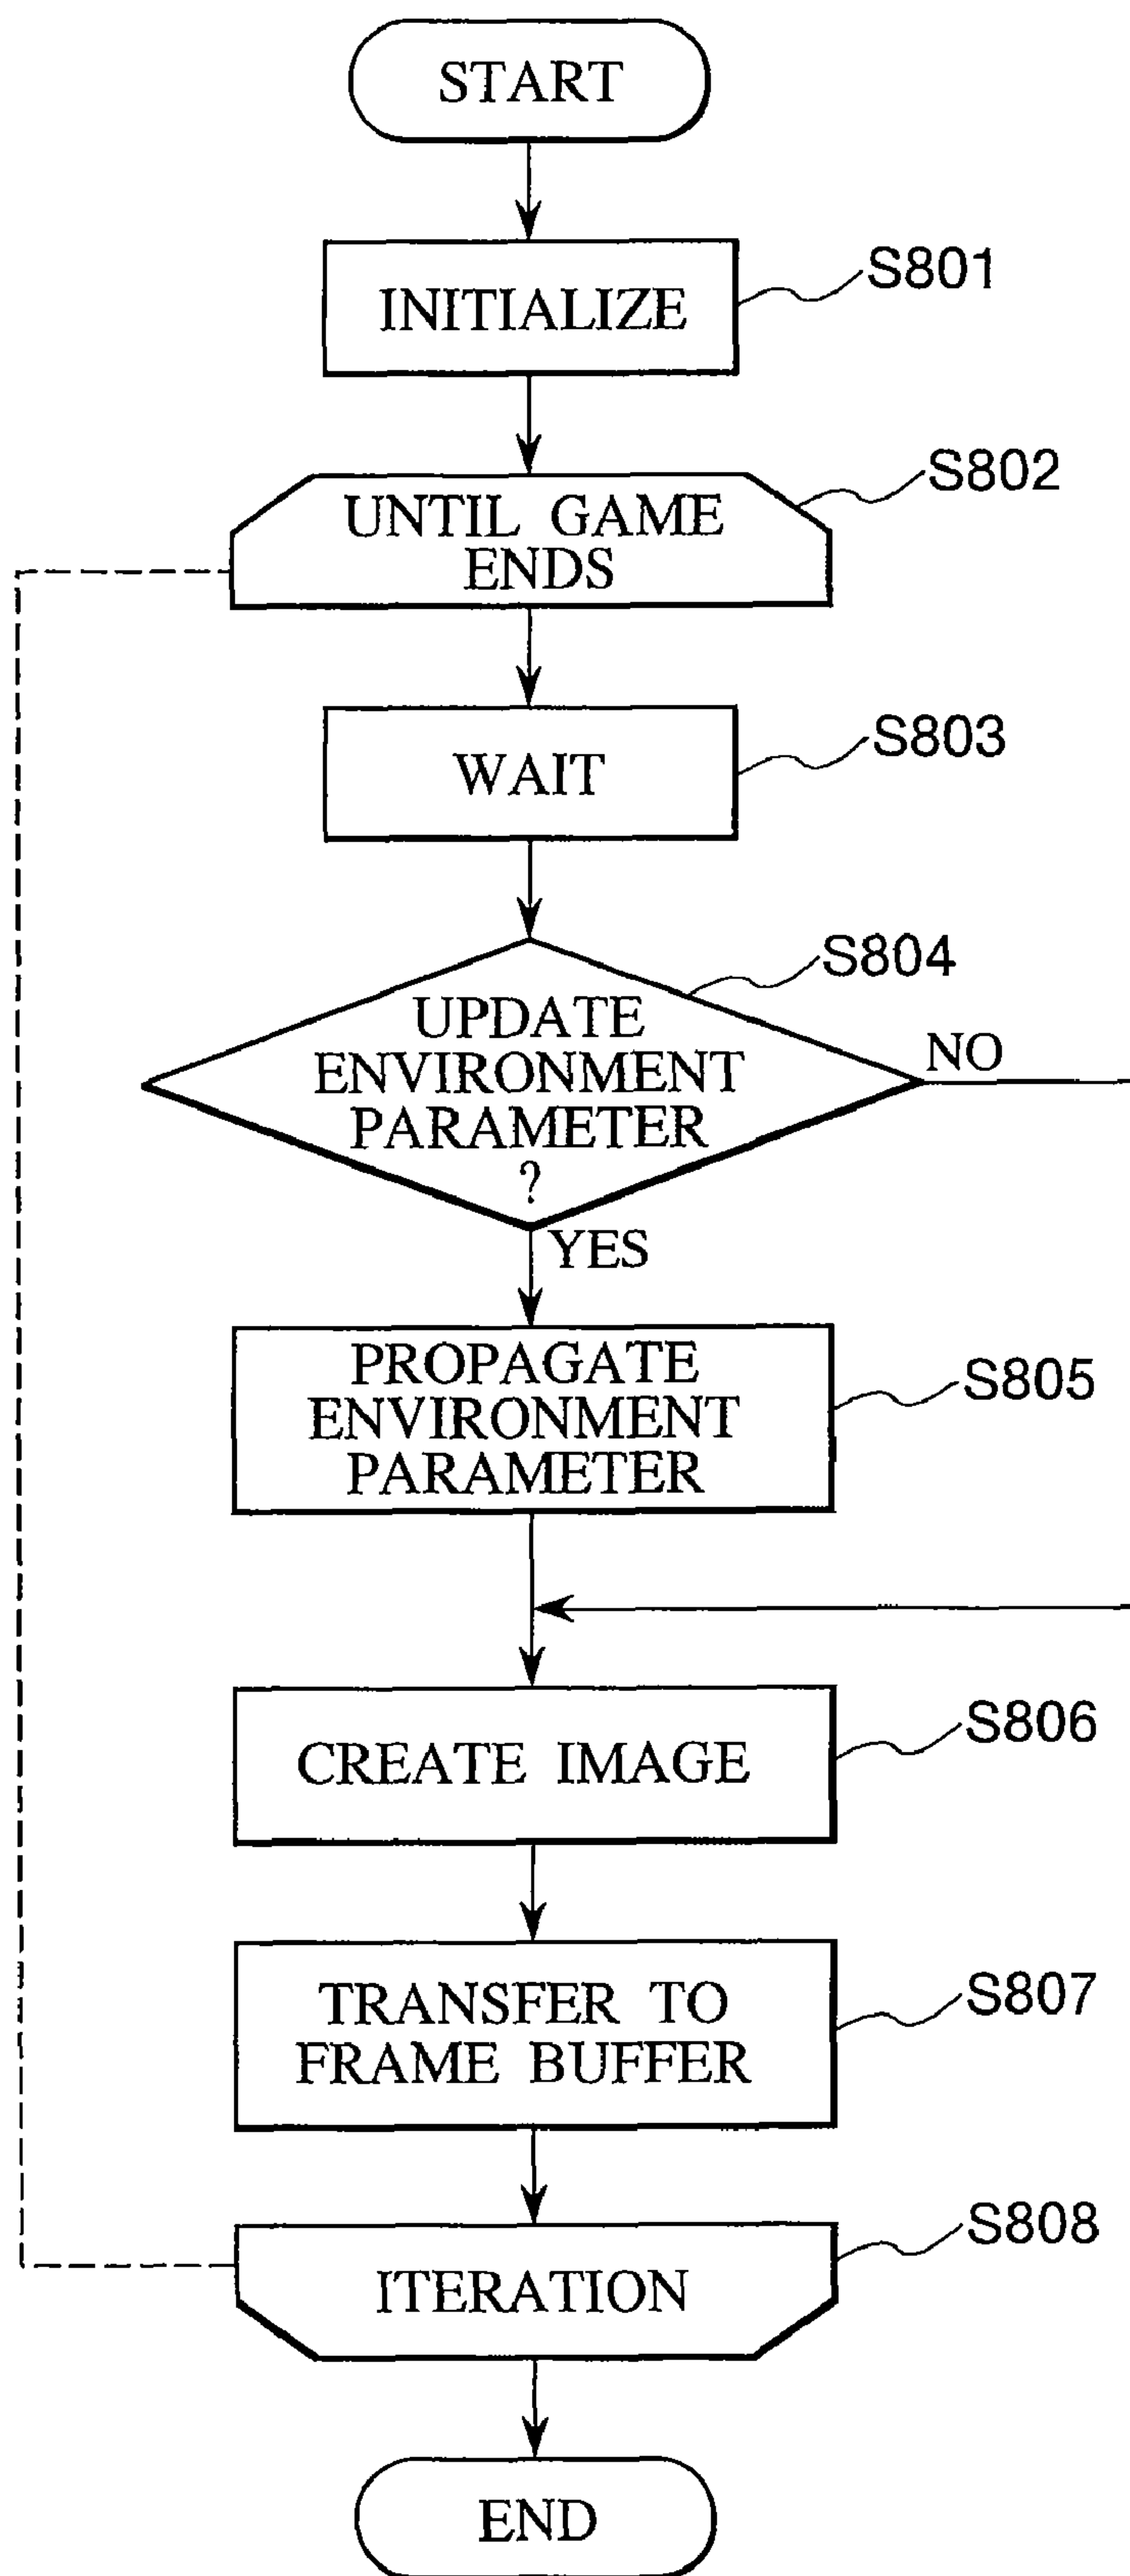 START
INITIALIZE
S801
UNTIL GAME
ENDS
S802
WAIT
S803
UPDATE
ENVIRONMENT
PARAMETER
?
S804
NO
YES
PROPAGATE
ENVIRONMENT
PARAMETER
S805
CREATE IMAGE
S806
TRANSFER TO
FRAME BUFFER
S807
ITERATION
S808
END